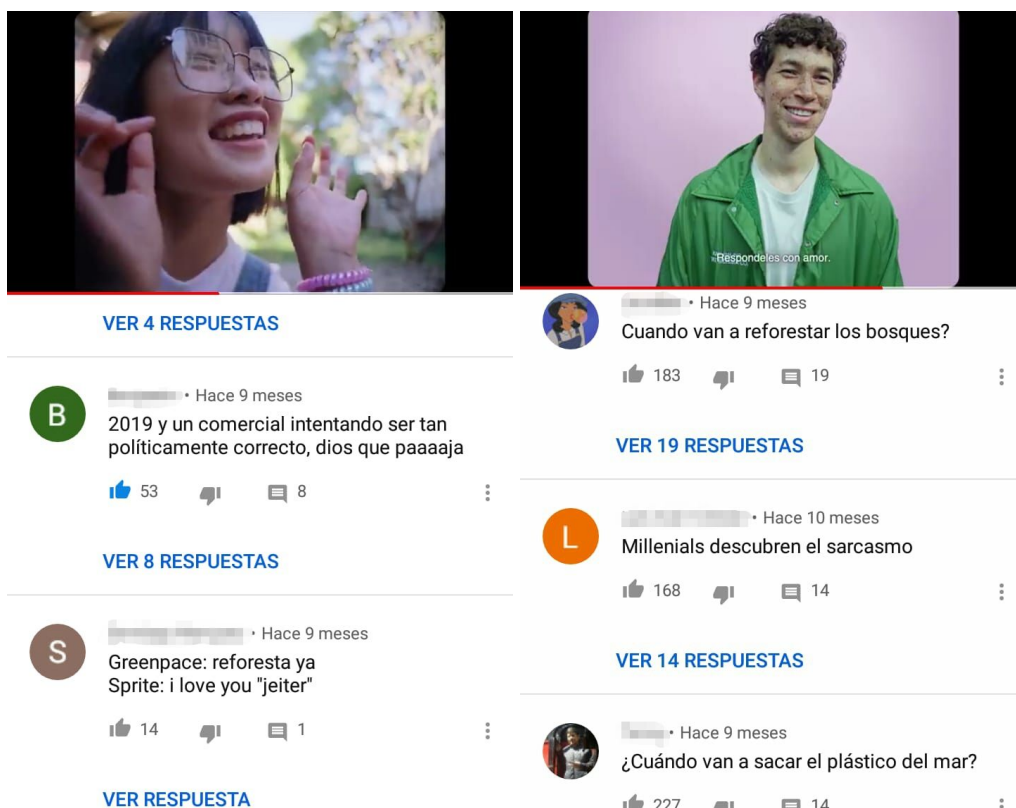 VER 4 RESPUESTAS
B
• Hace 9 meses
2019 y un comercial intentando ser tan
políticamente correcto, dios que paaaaja
53
8
VER 8 RESPUESTAS
S
• Hace 9 meses
Greenpace: reforesta ya
Sprite: i love you "jeiter"
14
1
VER RESPUESTA
Respondeles con amor.
• Hace 9 meses
Cuando van a reforestar los bosques?
183
19
VER 19 RESPUESTAS
L
• Hace 10 meses
Millenials descubren el sarcasmo
168
14
VER 14 RESPUESTAS
• Hace 9 meses
¿Cuándo van a sacar el plástico del mar?
227
14